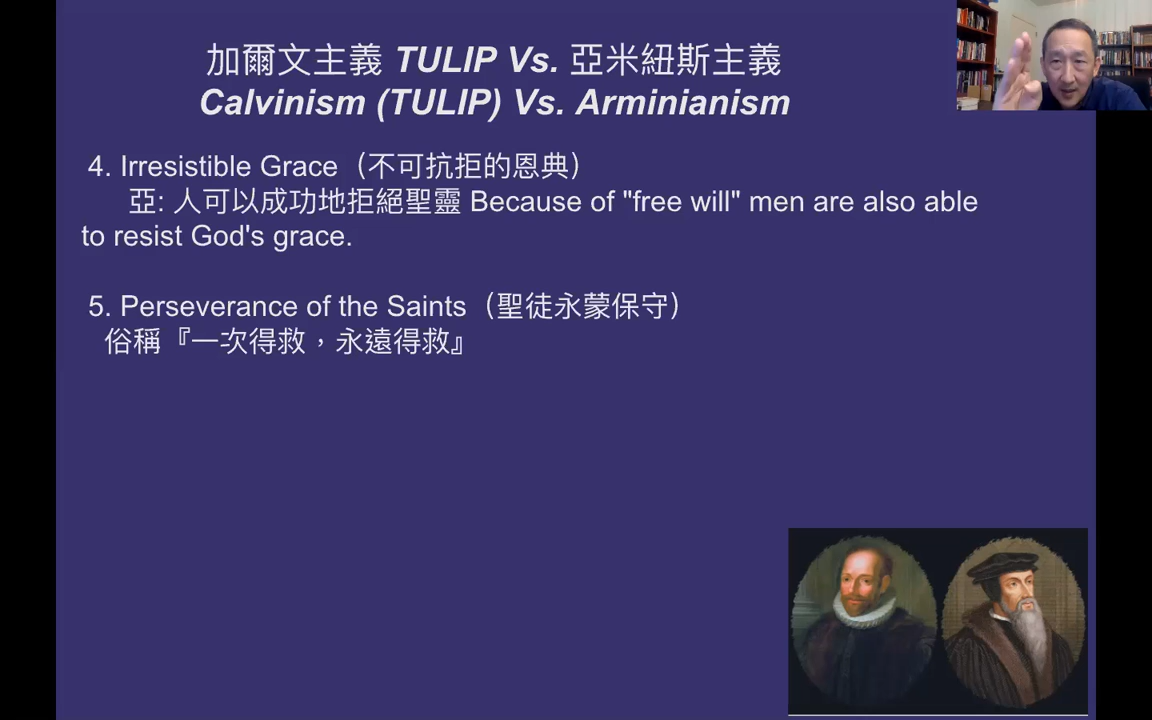 加爾文主義 TULIP Vs. 亞米紐斯主義
Calvinism (TULIP) Vs. Arminianism
4. Irresistible Grace（不可抗拒的恩典）
亞: 人可以成功地拒絕聖靈 Because of "free will" men are also able
to resist God's grace.
5. Perseverance of the Saints（聖徒永蒙保守）
俗稱『一次得救，永遠得救』